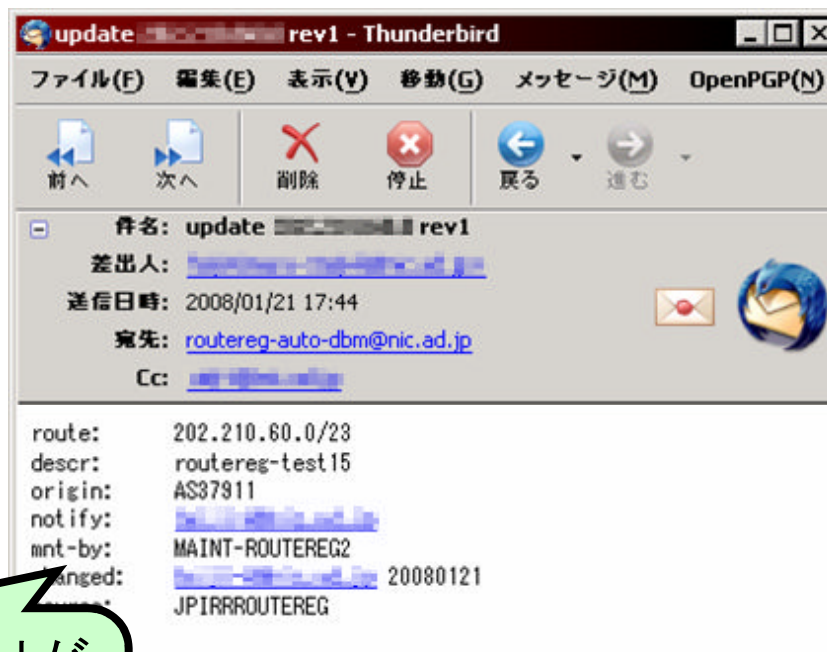 update rev1 - Thunderbird
ファイル(F) 編集(E) 表示(V) 移動(G) メッセージ(M) OpenPGP(N)
前へ 次へ 削除 停止 戻る 進む
件名: update rev1
差出人:
送信日時: 2008/01/21 17:44
宛先: routereg-auto-dbm@nic.ad.jp
Cc:
route: 202.210.60.0/23
descr: routereg-test15
origin: AS37911
notify:
mnt-by: MAINT-ROUTEREG2
changed: 20080121
JPIRRROUTEREG